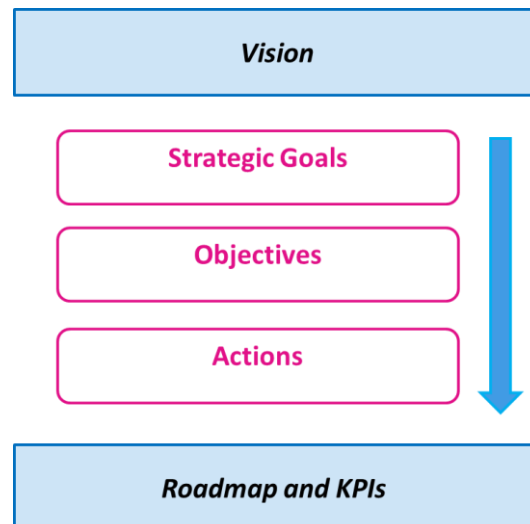 Vision
Strategic Goals
Objectives
Actions
Roadmap and KPIs